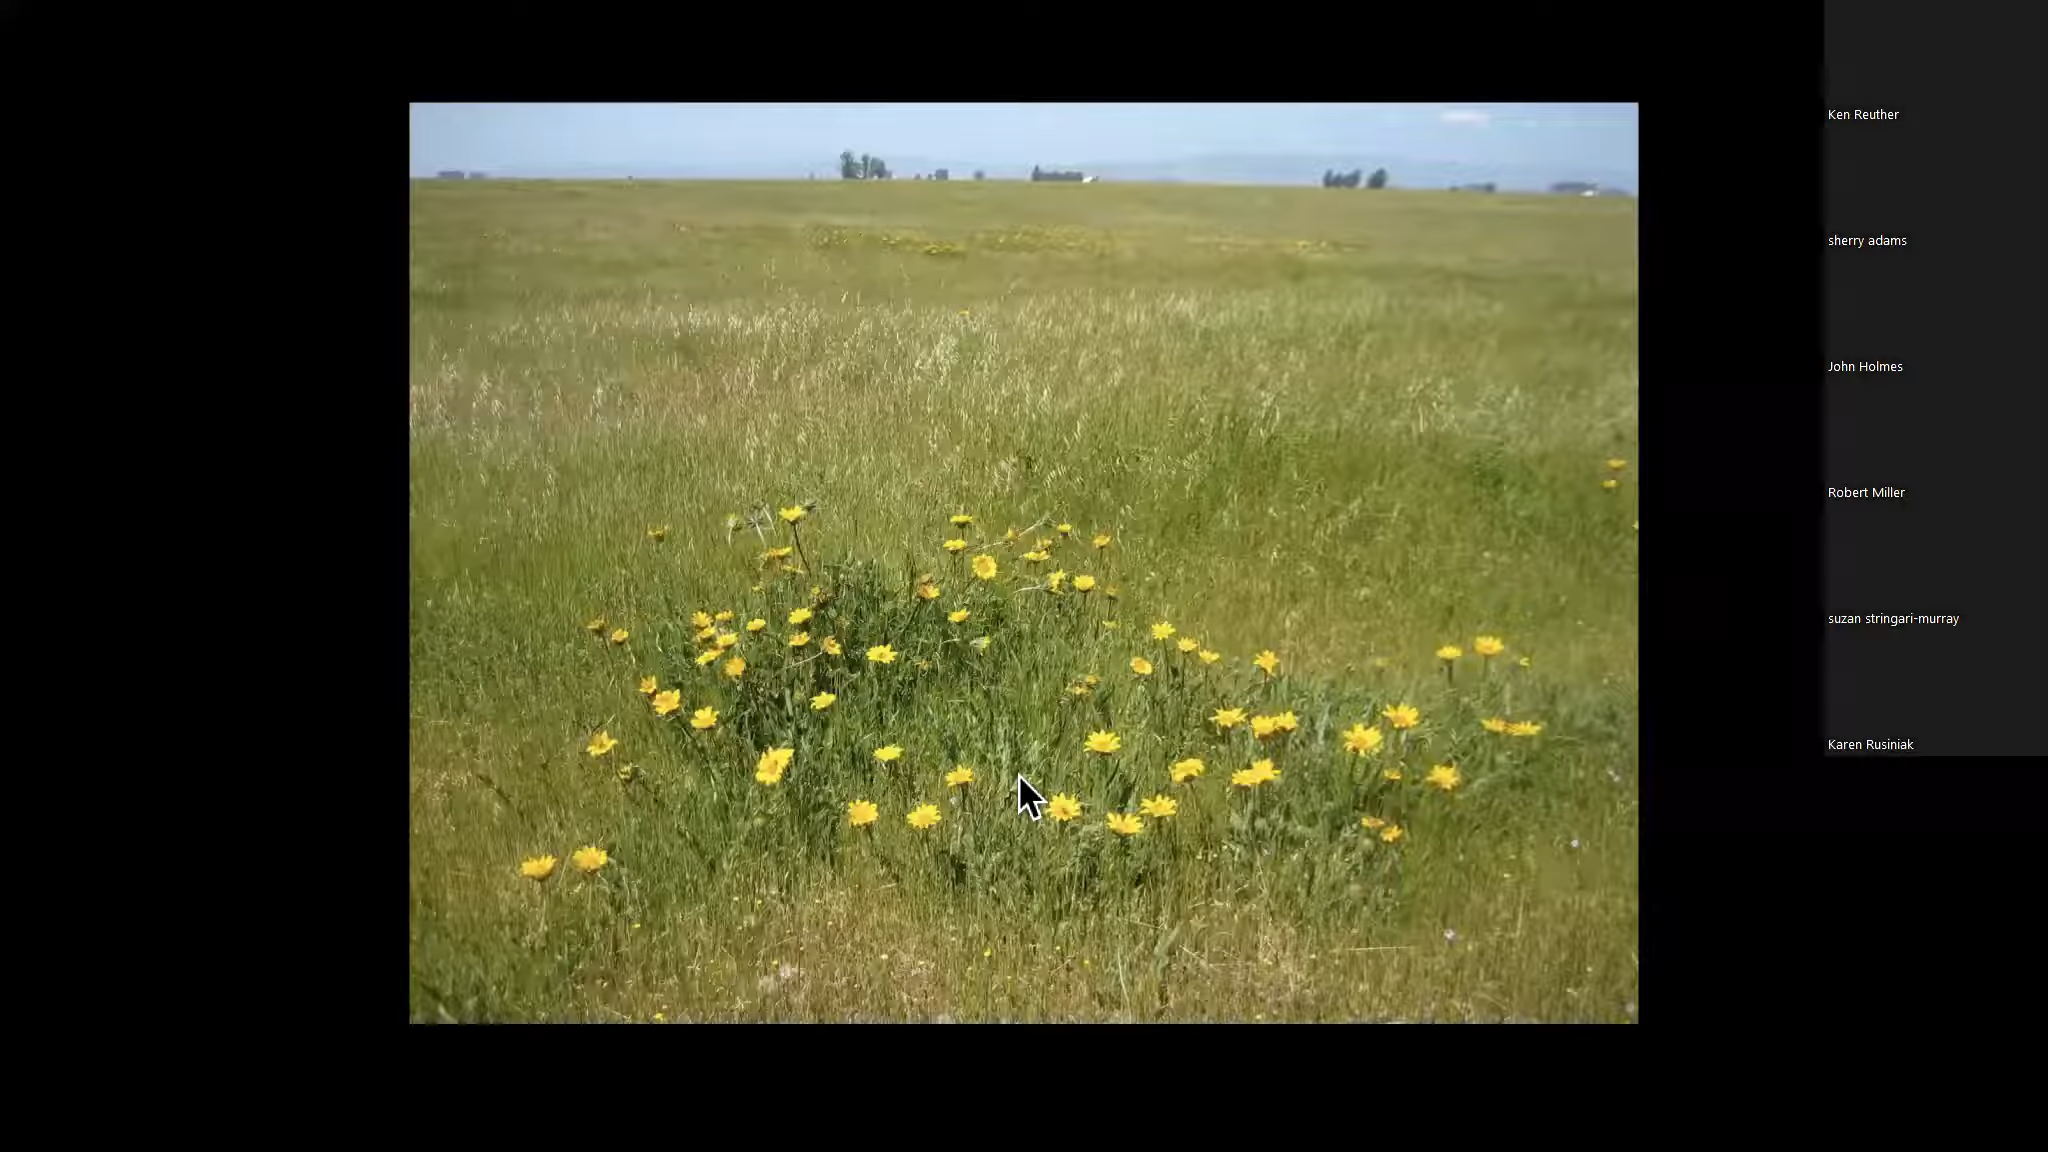 Ken Reuther
sherry adams
John Holmes
Robert Miller
suzan stringari-murray
Karen Rusiniak